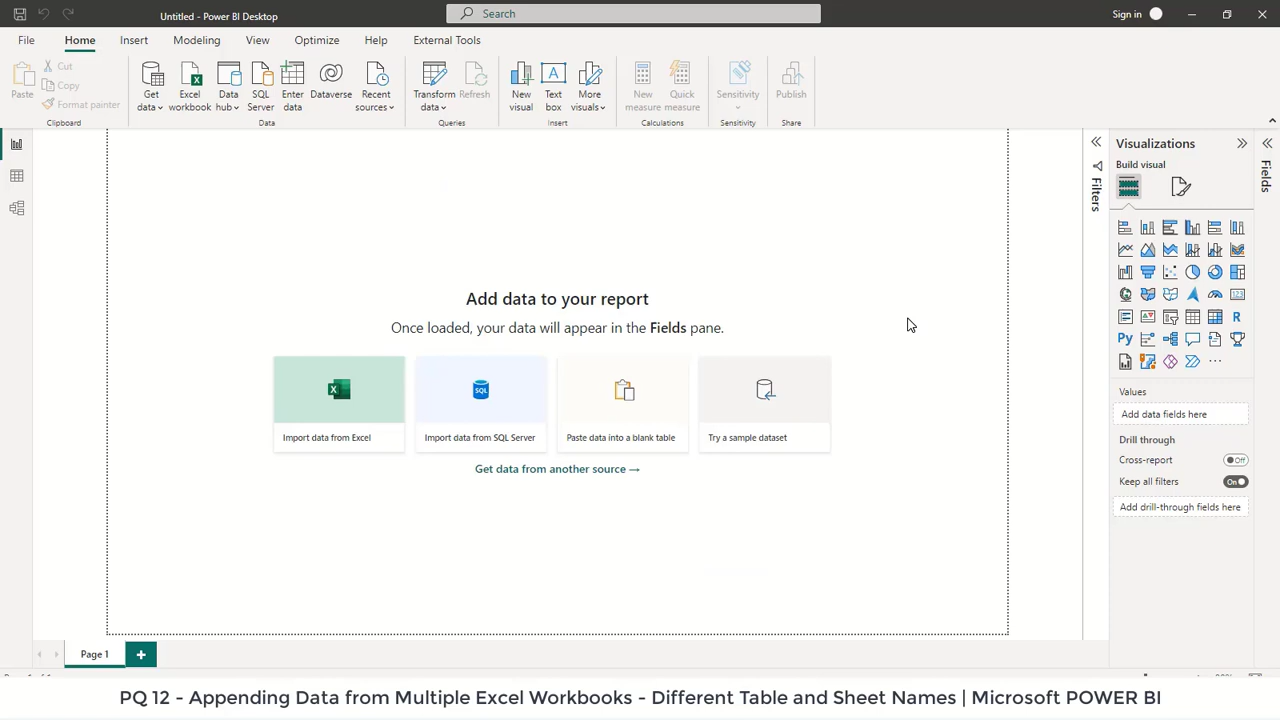 Untitled - Power BI Desktop
Search
Sign in
File Home Insert Modeling View Optimize Help External Tools
Paste
Cut
Copy
Format painter
Clipboard
Get data
Excel workbook
Data hub
SQL Server
Enter data
Dataverse
Recent sources
Data
Transform data
Refresh
Queries
New visual
Text box
More visuals
Insert
New measure
Quick measure
Calculations
Sensitivity
Sensitivity
Publish
Share
Add data to your report
Once loaded, your data will appear in the Fields pane.
Import data from Excel
SQL
Import data from SQL Server
Paste data into a blank table
Try a sample dataset
Get data from another source →
Filters
Visualizations
Build visual
123
R
Py
Values
Add data fields here
Drill through
Cross-report
Off
Keep all filters
On
Add drill-through fields here
Fields
Page 1
PQ 12 - Appending Data from Multiple Excel Workbooks - Different Table and Sheet Names | Microsoft POWER BI